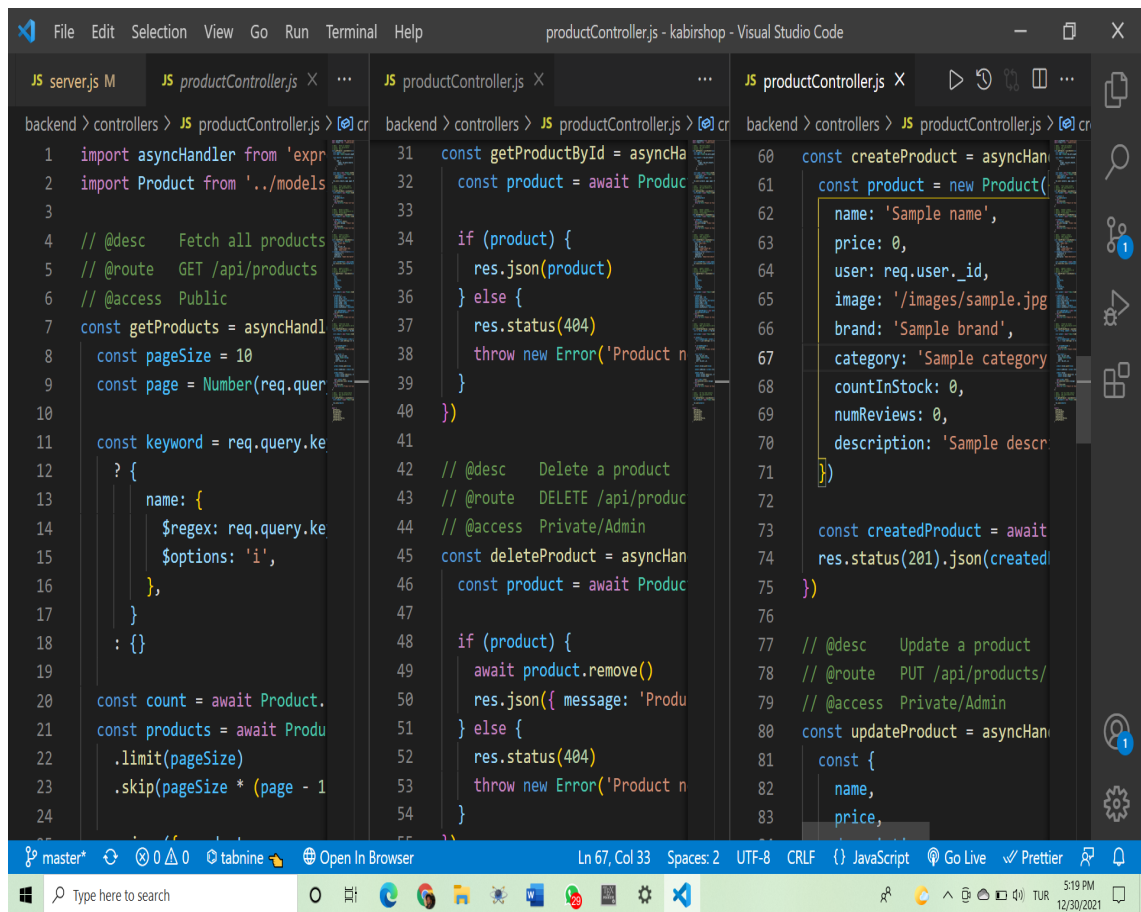 File Edit Selection View Go Run Terminal Help productController.js - kabirshop - Visual Studio Code
JS server.js M JS productController.js
backend > controllers > JS productController.js > cr
1 import asyncHandler from 'expr
2 import Product from '../models
3
4 // @desc Fetch all products
5 // @route GET /api/products
6 // @access Public
7 const getProducts = asyncHandl
8 const pageSize = 10
9 const page = Number(req.quer
10
11 const keyword = req.query.ke
12 ? {
13 name: {
14 $regex: req.query.ke
15 $options: 'i',
16 },
17 }
18 : {}
19
20 const count = await Product.
21 const products = await Produ
22 .limit(pageSize)
23 .skip(pageSize * (page - 1
24
JS productController.js
backend > controllers > JS productController.js > cr
31 const getProductById = asyncHa
32 const product = await Produc
33
34 if (product) {
35 res.json(product)
36 } else {
37 res.status(404)
38 throw new Error('Product n
39 }
40 })
41
42 // @desc Delete a product
43 // @route DELETE /api/produc
44 // @access Private/Admin
45 const deleteProduct = asyncHan
46 const product = await Produc
47
48 if (product) {
49 await product.remove()
50 res.json({ message: 'Produ
51 } else {
52 res.status(404)
53 throw new Error('Product n
54 }
JS productController.js
backend > controllers > JS productController.js > cr
60 const createProduct = asyncHan
61 const product = new Product({
62 name: 'Sample name',
63 price: 0,
64 user: req.user._id,
65 image: '/images/sample.jpg
66 brand: 'Sample brand',
67 category: 'Sample category
68 countInStock: 0,
69 numReviews: 0,
70 description: 'Sample descr
71 })
72
73 const createdProduct = await
74 res.status(201).json(created
75 })
76
77 // @desc Update a product
78 // @route PUT /api/products/
79 // @access Private/Admin
80 const updateProduct = asyncHan
81 const {
82 name,
83 price,
1
1
master* 0 0 tabnine Open In Browser Ln 67, Col 33 Spaces: 2 UTF-8 CRLF {} JavaScript Go Live Prettier
Type here to search 29 TUR 5:19 PM
12/30/2021